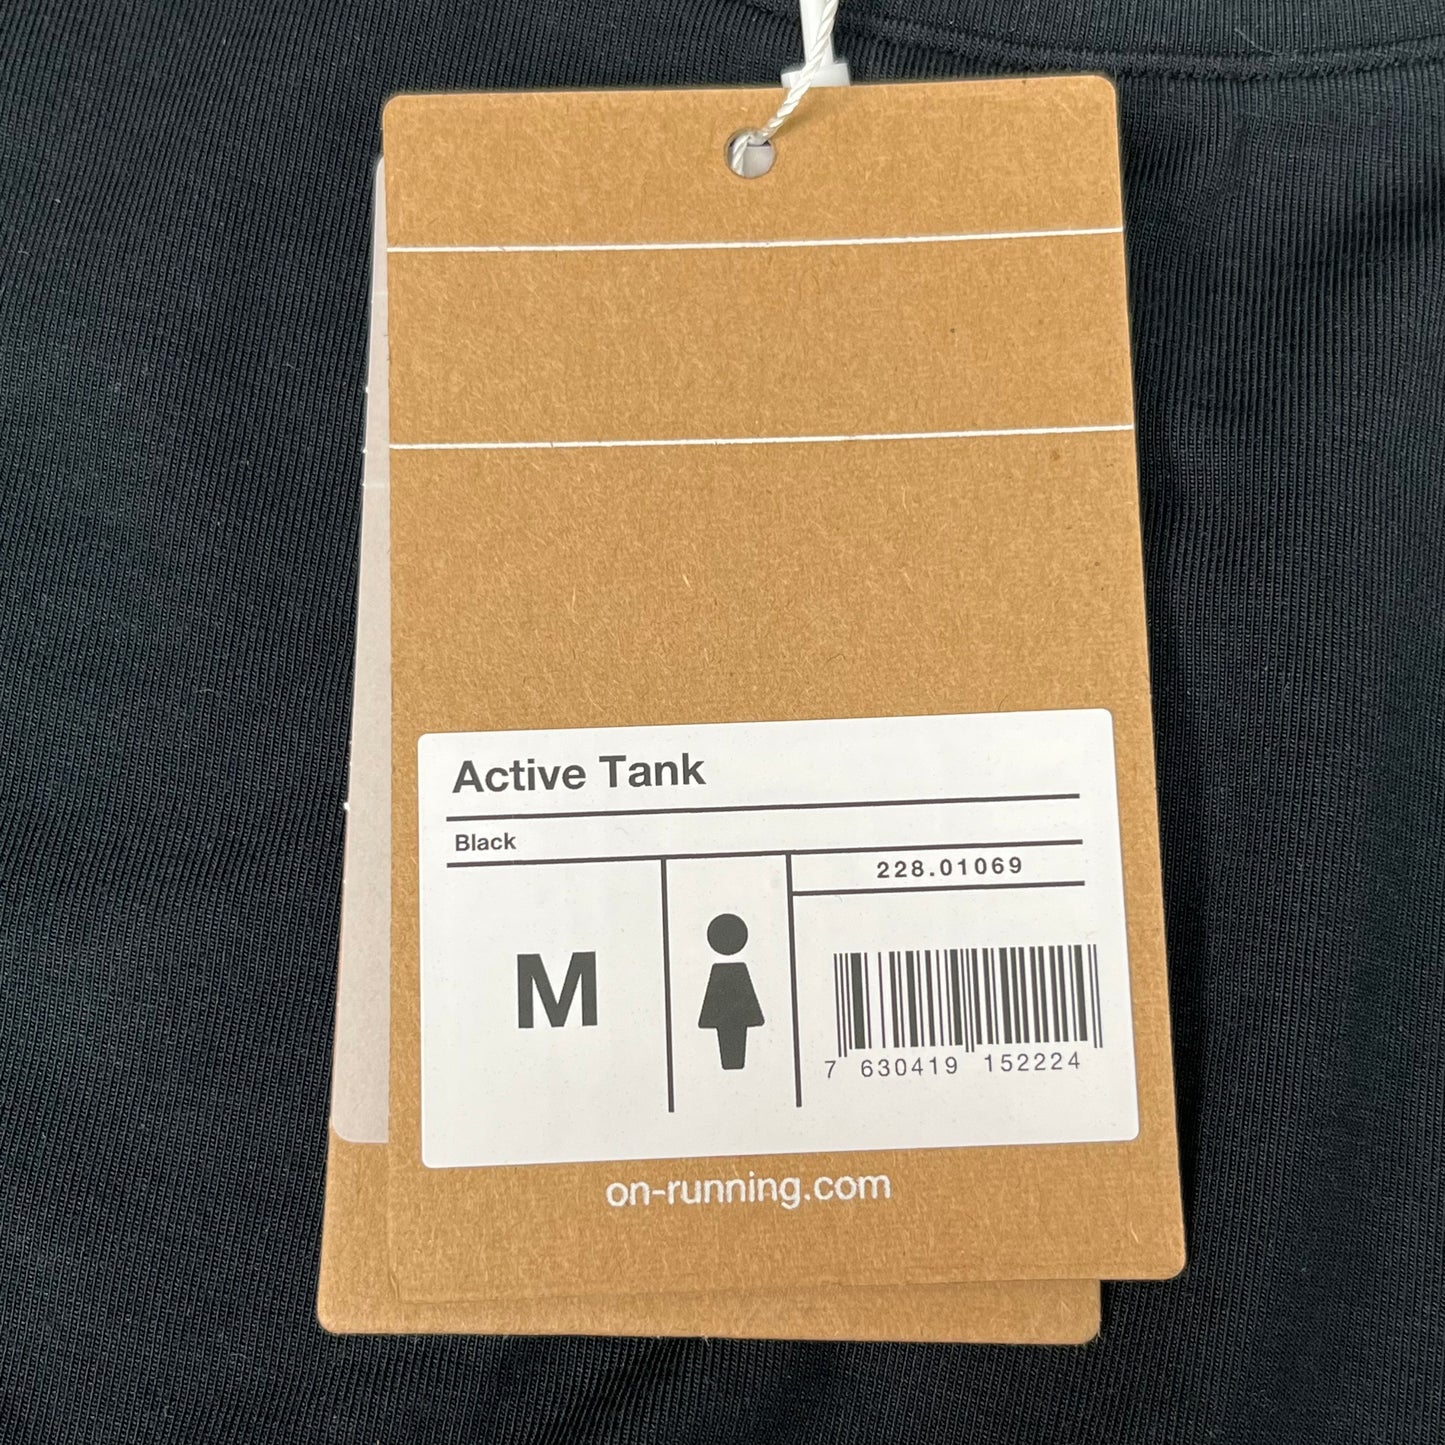 Active Tank
Black
228.01069
M
7 630419 152224
on-running.com